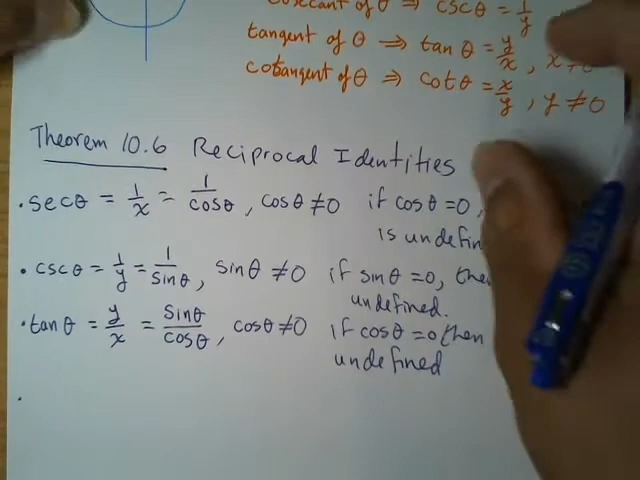 cosecant of θ ⇒ csc θ = 1/y
tangent of θ ⇒ tan θ = y/x , x ≠ 0
cotangent of θ ⇒ cot θ = x/y , y ≠ 0
Theorem 10.6 Reciprocal Identities
• sec θ = 1/x = 1/cos θ , cos θ ≠ 0 if cos θ = 0,
is undefin
• csc θ = 1/y = 1/sin θ , sin θ ≠ 0 if sin θ = 0, the
undefined.
• tan θ = y/x = sin θ/cos θ , cos θ ≠ 0 if cos θ = 0 then
undefined
•